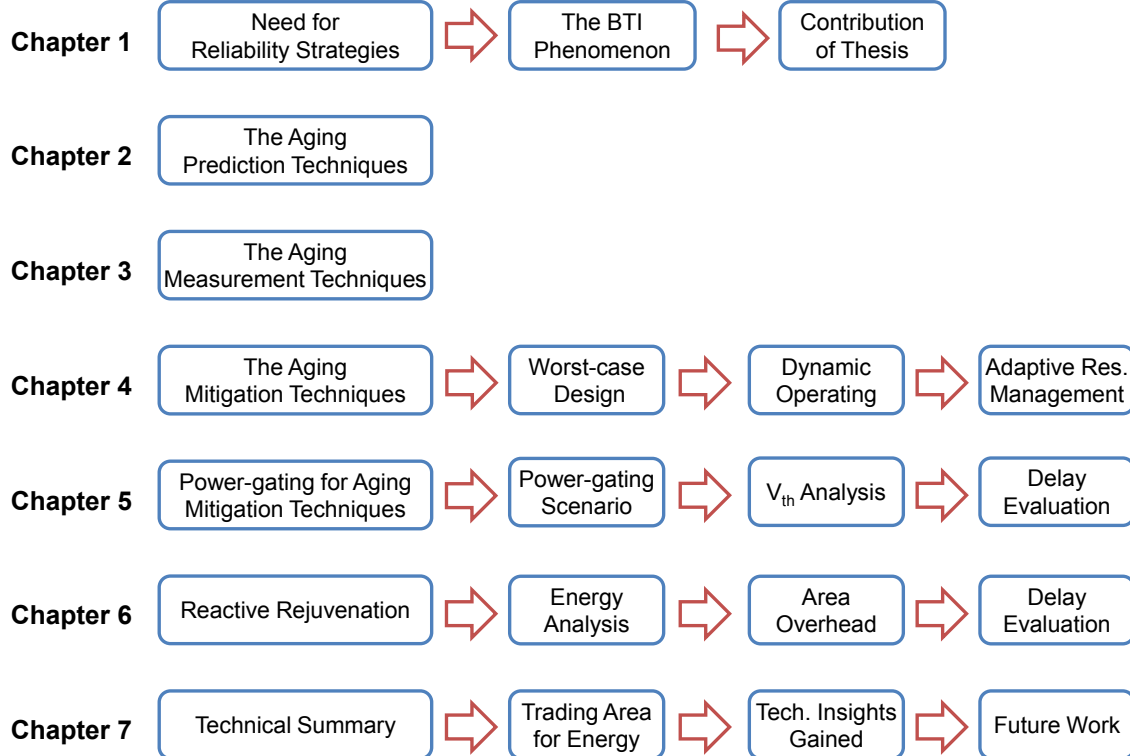 Chapter 1
Need for
Reliability Strategies
The BTI
Phenomenon
Contribution
of Thesis
Chapter 2
The Aging
Prediction Techniques
Chapter 3
The Aging
Measurement Techniques
Chapter 4
The Aging
Mitigation Techniques
Worst-case
Design
Dynamic
Operating
Adaptive Res.
Management
Chapter 5
Power-gating for Aging
Mitigation Techniques
Power-gating
Scenario
Vth Analysis
Delay
Evaluation
Chapter 6
Reactive Rejuvenation
Energy
Analysis
Area
Overhead
Delay
Evaluation
Chapter 7
Technical Summary
Trading Area
for Energy
Tech. Insights
Gained
Future Work